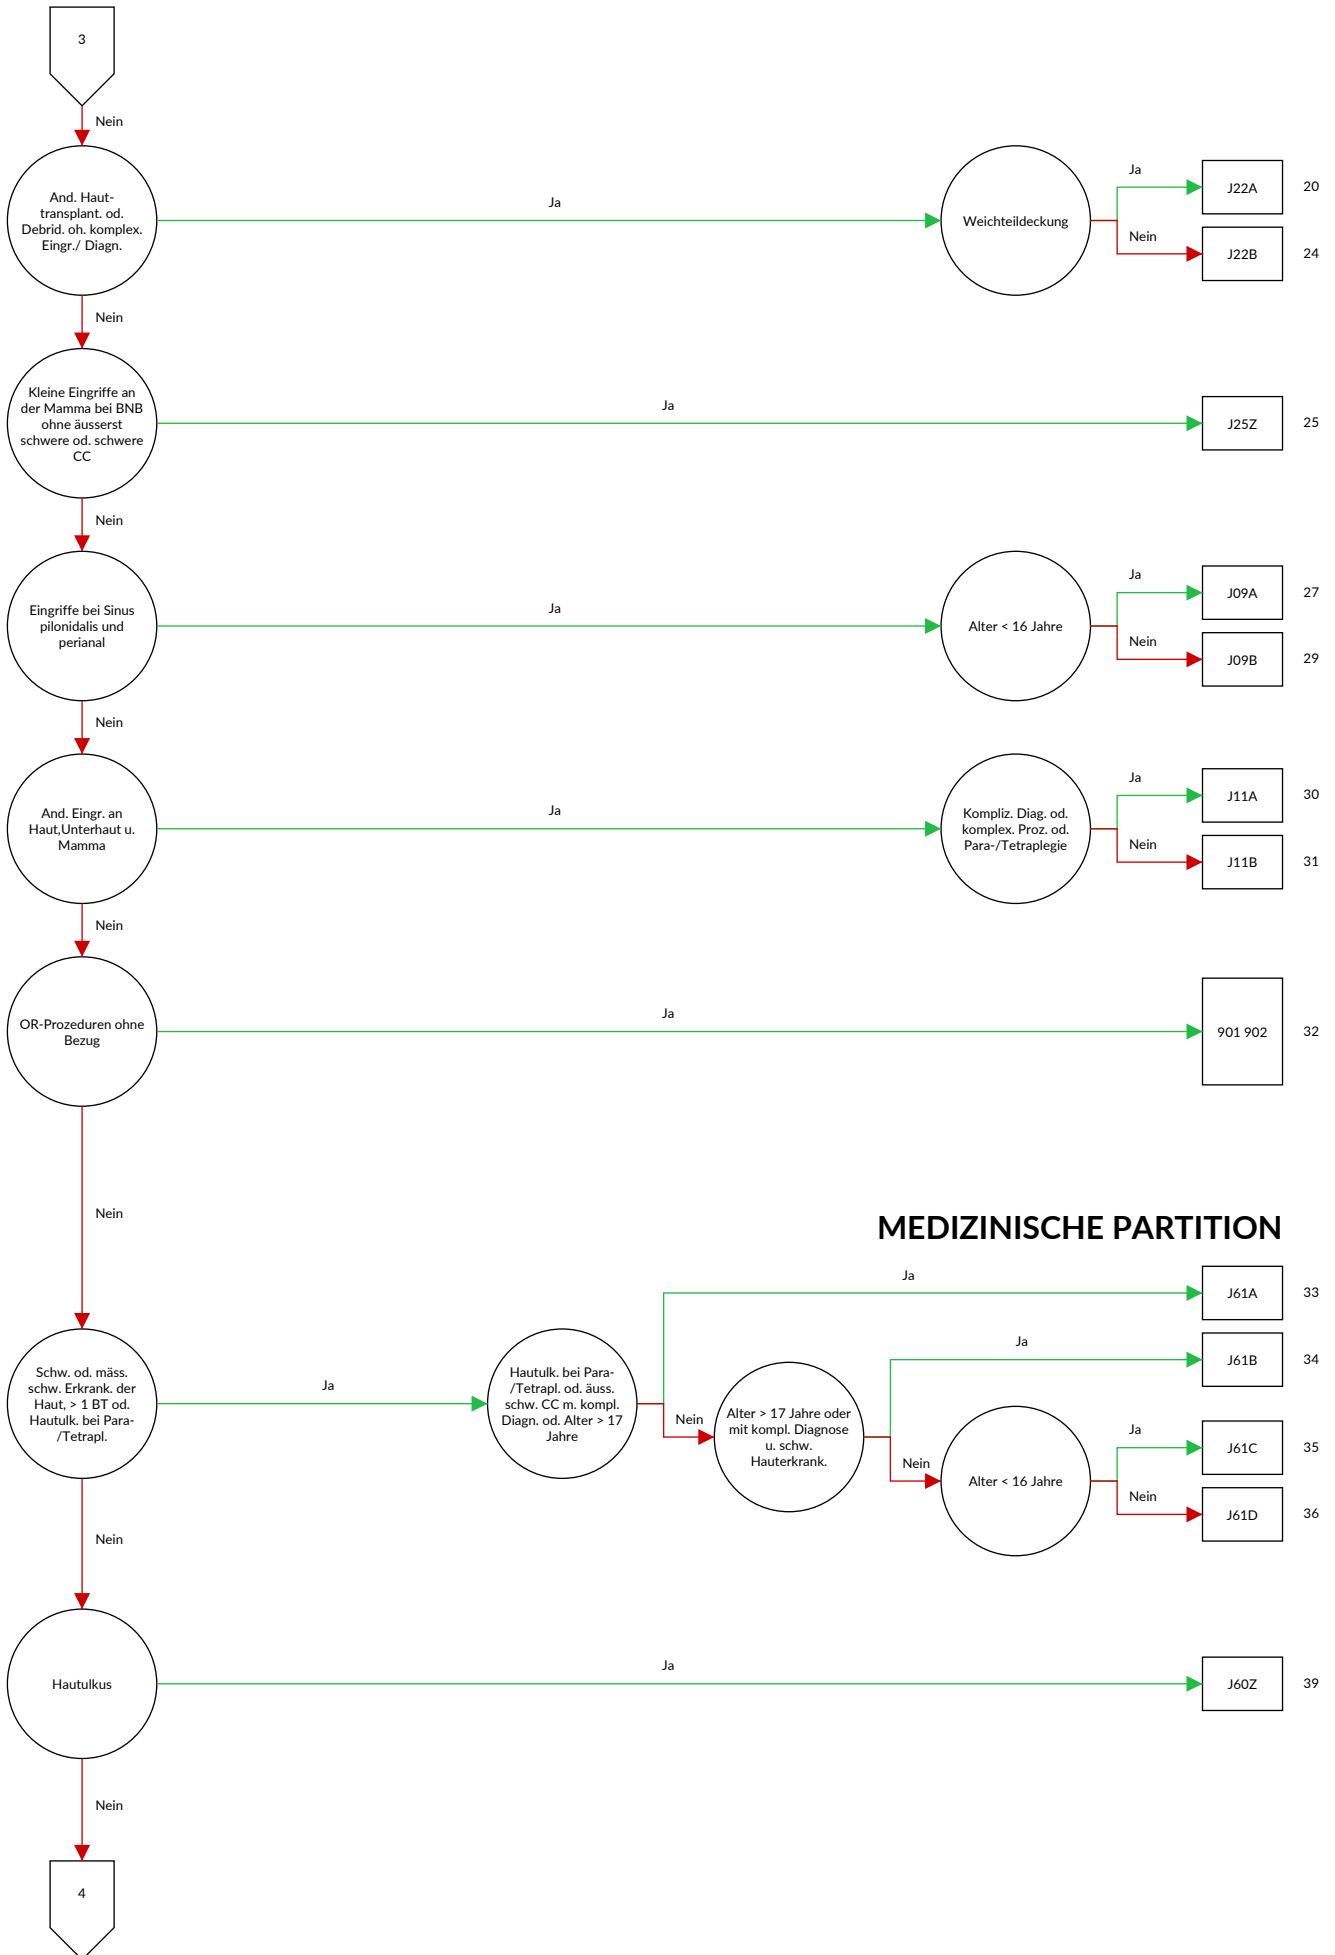 3
Nein
And. Haut-
transplant. od.
Debrid. oh. komplex.
Eingr./ Diagn.
Ja
Weichteildeckung
Ja
J22A
20
Nein
J22B
24
Nein
Kleine Eingriffe an
der Mamma bei BNB
ohne äusserst
schwere od. schwere
CC
Ja
J25Z
25
Nein
Eingriffe bei Sinus
pilonidalis und
perianal
Ja
Alter < 16 Jahre
Ja
J09A
27
Nein
J09B
29
Nein
And. Eingr. an
Haut,Unterhaut u.
Mamma
Ja
Kompliz. Diag. od.
komplex. Proz. od.
Para-/Tetraplegie
Ja
J11A
30
Nein
J11B
31
Nein
OR-Prozeduren ohne
Bezug
Ja
901 902
32
Nein
MEDIZINISCHE PARTITION
Schw. od. mäss.
schw. Erkrank. der
Haut, > 1 BT od.
Hautulk. bei Para-
/Tetrapl.
Ja
Hautulk. bei Para-
/Tetrapl. od. äuss.
schw. CC m. kompl.
Diagn. od. Alter > 17
Jahre
Ja
J61A
33
Nein
Alter > 17 Jahre oder
mit kompl. Diagnose
u. schw.
Hauterkrank.
Ja
J61B
34
Nein
Alter < 16 Jahre
Ja
J61C
35
Nein
J61D
36
Nein
Hautulkus
Ja
J60Z
39
Nein
4